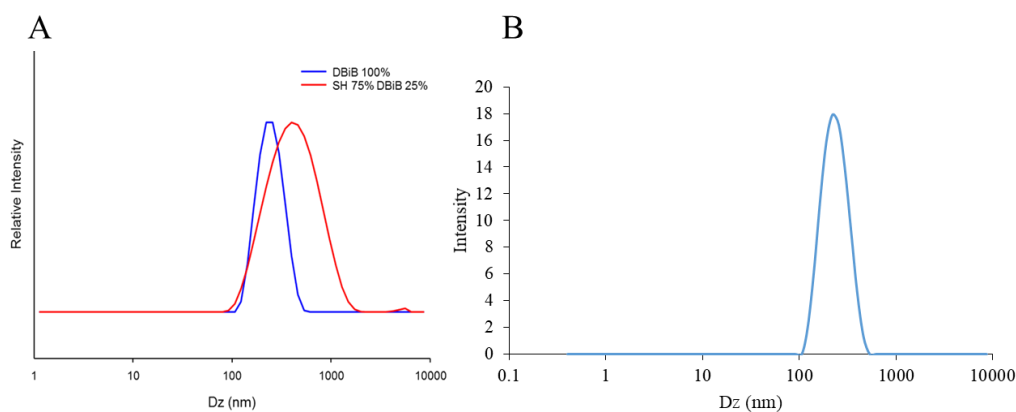 A
DBiB 100%
SH 75% DBiB 25%
Relative Intensity
1 10 100 1000 10000
Dz (nm)
B
20
18
16
14
12
10
8
6
4
2
0
Intensity
0.1 1 10 100 1000 10000
Dz (nm)